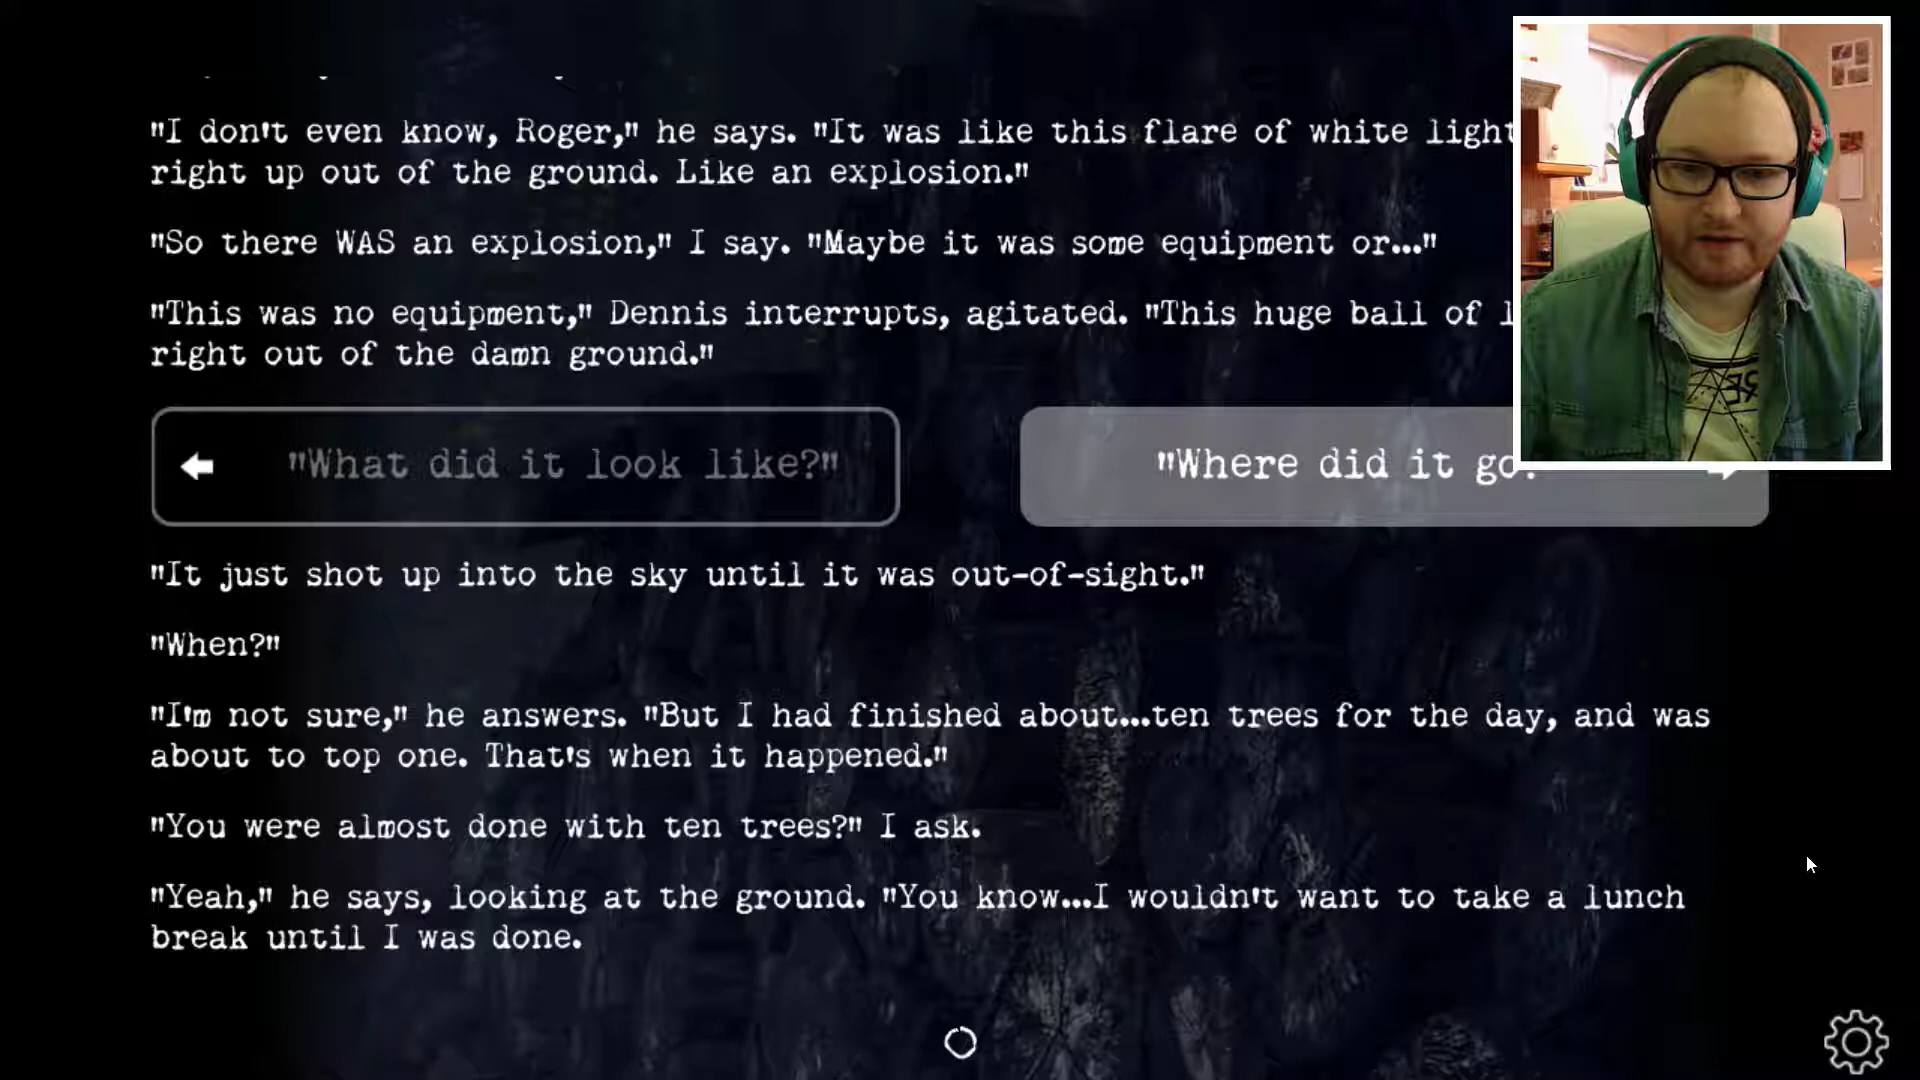 "I don't even know, Roger," he says. "It was like this flare of white light
right up out of the ground. Like an explosion."
"So there WAS an explosion," I say. "Maybe it was some equipment or..."
"This was no equipment," Dennis interrupts, agitated. "This huge ball of
right out of the damn ground."
"What did it look like?"
"Where did it go?
"It just shot up into the sky until it was out-of-sight."
"When?"
"I'm not sure," he answers. "But I had finished about...ten trees for the day, and was
about to top one. That's when it happened."
"You were almost done with ten trees?" I ask.
"Yeah," he says, looking at the ground. "You know...I wouldn't want to take a lunch
break until I was done.